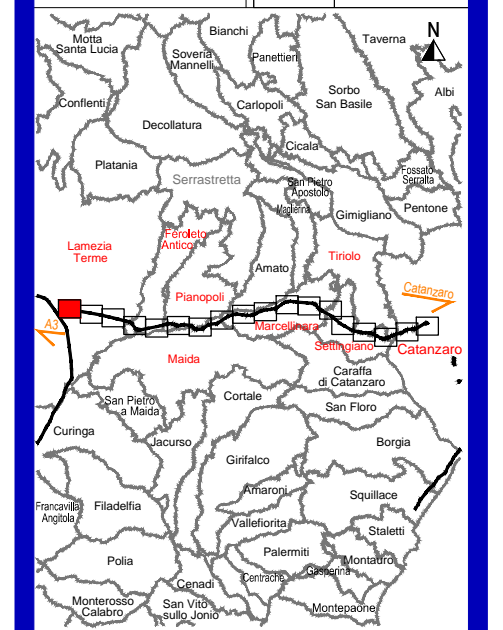 Bianchi
Motta
Santa Lucia
Taverna
N
Soveria
Mannelli
Panettieri
Sorbo
San Basile
Albi
Conflenti
Carlopoli
Decollatura
Cicala
Platania
Serrastretta
San Pietro
Apostolo
Fossato
Serralta
Maglierina
Gimigliano
Pentone
Lamezia
Terme
Feroleto
Antico
Amato
Tiriolo
Pianopoli
Catanzaro
A3
Marcellinara
Settingiano
Catanzaro
Maida
Caraffa
di Catanzaro
San Pietro
a Maida
Cortale
San Floro
Curinga
Jacurso
Borgia
Girifalco
Amaroni
Squillace
Francavilla
Angitola
Filadelfia
Vallefiorita
Staletti
Palermiti
Montauro
Polia
Gasperina
Centrache
Cenadi
Monterosso
Calabro
San Vito
sullo Jonio
Montepaone